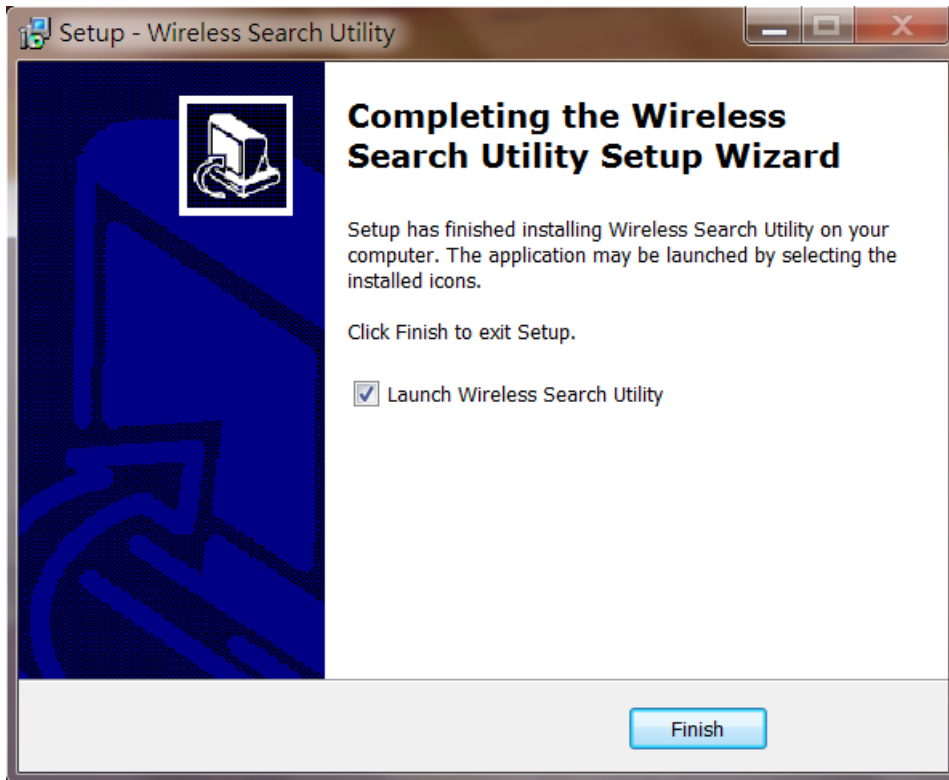 Setup - Wireless Search Utility
Completing the Wireless
Search Utility Setup Wizard
Setup has finished installing Wireless Search Utility on your
computer. The application may be launched by selecting the
installed icons.
Click Finish to exit Setup.
Launch Wireless Search Utility
Finish